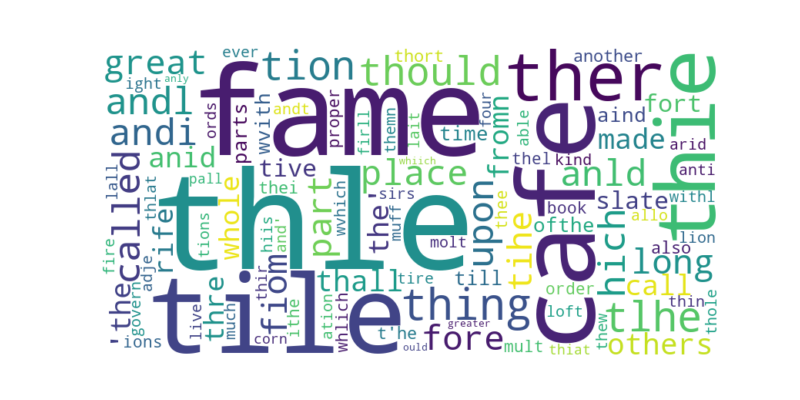 fame
thle
tile
cafe
ther
thie
thing
tlhe
place
thould
tion
great
andl
andi
anid
called
'the
rife
thre
fiom
whole
part
the'
upon
fromn
tihe
hich
anld
slate
made
long
call
others
fore
thall
tive
parts
wvith
time
till
mult
ofthe
fort
aind
another
ever
ight
anly
ords
andt
proper
firll
themn
lait
thort
four
able
thel
kind
book
arid
anti
withl
allo
lion
also
thin
thole
order
loft
thew
thiat
greater
ould
t'he
tire
molt
muff
sirs
wvhich
whiich
thee
thei
hiis
and'
thir
ithe
ation
whlich
corn
tions
pall
lall
thlat
fire
govern
adje
ions
live
much